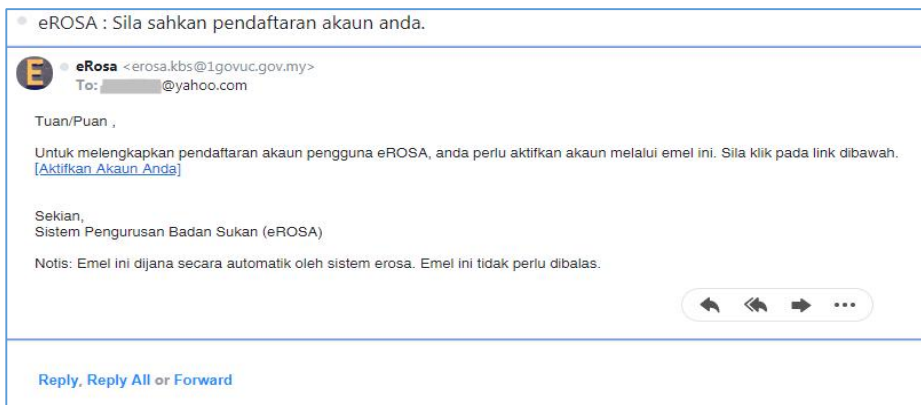 eROSA : Sila sahkan pendaftaran akaun anda.
E
eRosa <erosa.kbs@1govuc.gov.my>
To: @yahoo.com
Tuan/Puan ,
Untuk melengkapkan pendaftaran akaun pengguna eROSA, anda perlu aktifkan akaun melalui emel ini. Sila klik pada link dibawah.
[Aktifkan Akaun Anda]
Sekian,
Sistem Pengurusan Badan Sukan (eROSA)
Notis: Emel ini dijana secara automatik oleh sistem erosa. Emel ini tidak perlu dibalas.
Reply, Reply All or Forward